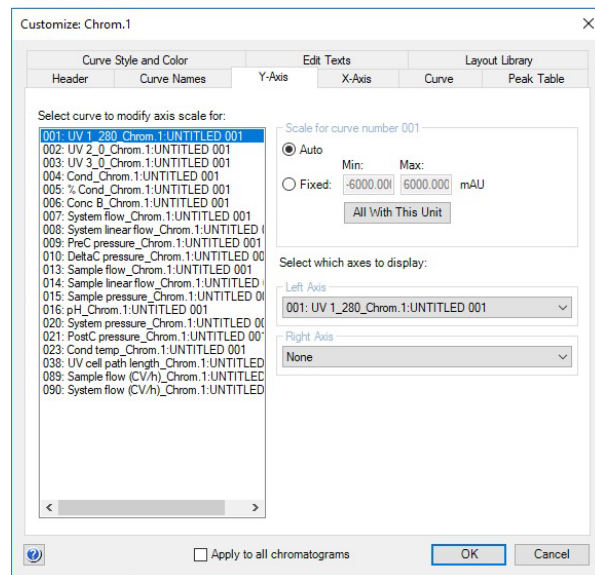 Customize: Chrom.1
Curve Style and Color
Edit Texts
Layout Library
Header
Curve Names
Y-Axis
X-Axis
Curve
Peak Table
Select curve to modify axis scale for:
001: UV 1_280_Chrom.1:UNTITLED 001
002: UV 2_0_Chrom.1:UNTITLED 001
003: UV 3_0_Chrom.1:UNTITLED 001
004: Cond_Chrom.1:UNTITLED 001
005: % Cond_Chrom.1:UNTITLED 001
006: Conc B_Chrom.1:UNTITLED 001
007: System flow_Chrom.1:UNTITLED 001
008: System linear flow_Chrom.1:UNTITLED (
009: PreC pressure_Chrom.1:UNTITLED 001
010: DeltaC pressure_Chrom.1:UNTITLED 00
013: Sample flow_Chrom.1:UNTITLED 001
014: Sample linear flow_Chrom.1:UNTITLED
015: Sample pressure_Chrom.1:UNTITLED 00
016: pH_Chrom.1:UNTITLED 001
020: System pressure_Chrom.1:UNTITLED 00
021: PostC pressure_Chrom.1:UNTITLED 00
023: Cond temp_Chrom.1:UNTITLED 001
038: UV cell path length_Chrom.1:UNTITLED
089: Sample flow (CV/h)_Chrom.1:UNTITLED
090: System flow (CV/h)_Chrom.1:UNTITLED
Scale for curve number 001
Auto
Min: Max:
Fixed: -6000.00 6000.000 mAU
All With This Unit
Select which axes to display:
Left Axis
001: UV 1_280_Chrom.1:UNTITLED 001
Right Axis
None
Apply to all chromatograms
OK
Cancel